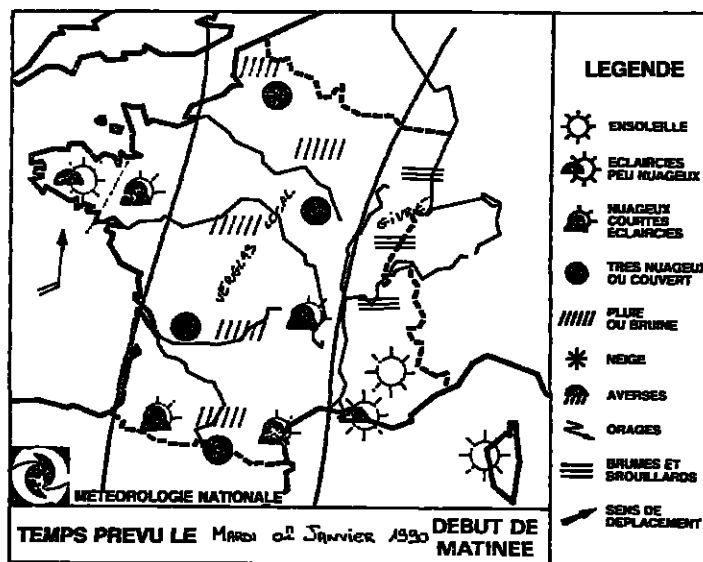 LEGENDE
ENSOLEILLE
ECLAIRCIES
PEU NUAGEUX
NUAGEUX
COURTES
ECLAIRCIES
TRES NUAGEUX
OU COUVERT
PLUIE
OU BRUINE
NEIGE
AVERSES
ORAGES
BRUMES ET
BROUILLARDS
SENS DE
DEPLACEMENT
VERGLAS LOCAL
GIVRE
METEOROLOGIE NATIONALE
TEMPS PREVU LE MARDI 02 JANVIER 1990 DEBUT DE
MATINEE